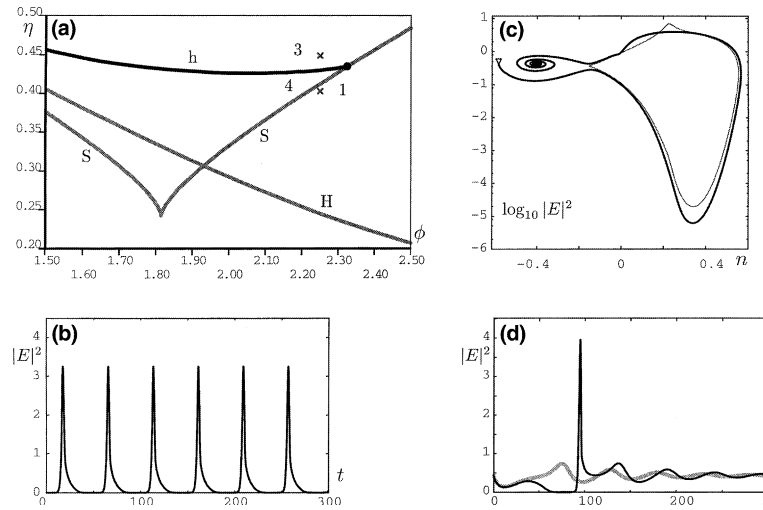 (a)
η
0.50
0.45
0.40
0.35
0.30
0.25
0.20
h
3
4
1
S
S
H
φ
1.50 1.70 1.90 2.10 2.30 2.50
1.60 1.80 2.00 2.20 2.40
(c)
1
0
-1
-2
-3
-4
-5
-6
log₁₀ |E|²
-0.4 0 0.4 n
(b)
|E|²
4
3
2
1
0
0 100 200 300
t
(d)
|E|²
4
3
2
1
0
0 100 200 300